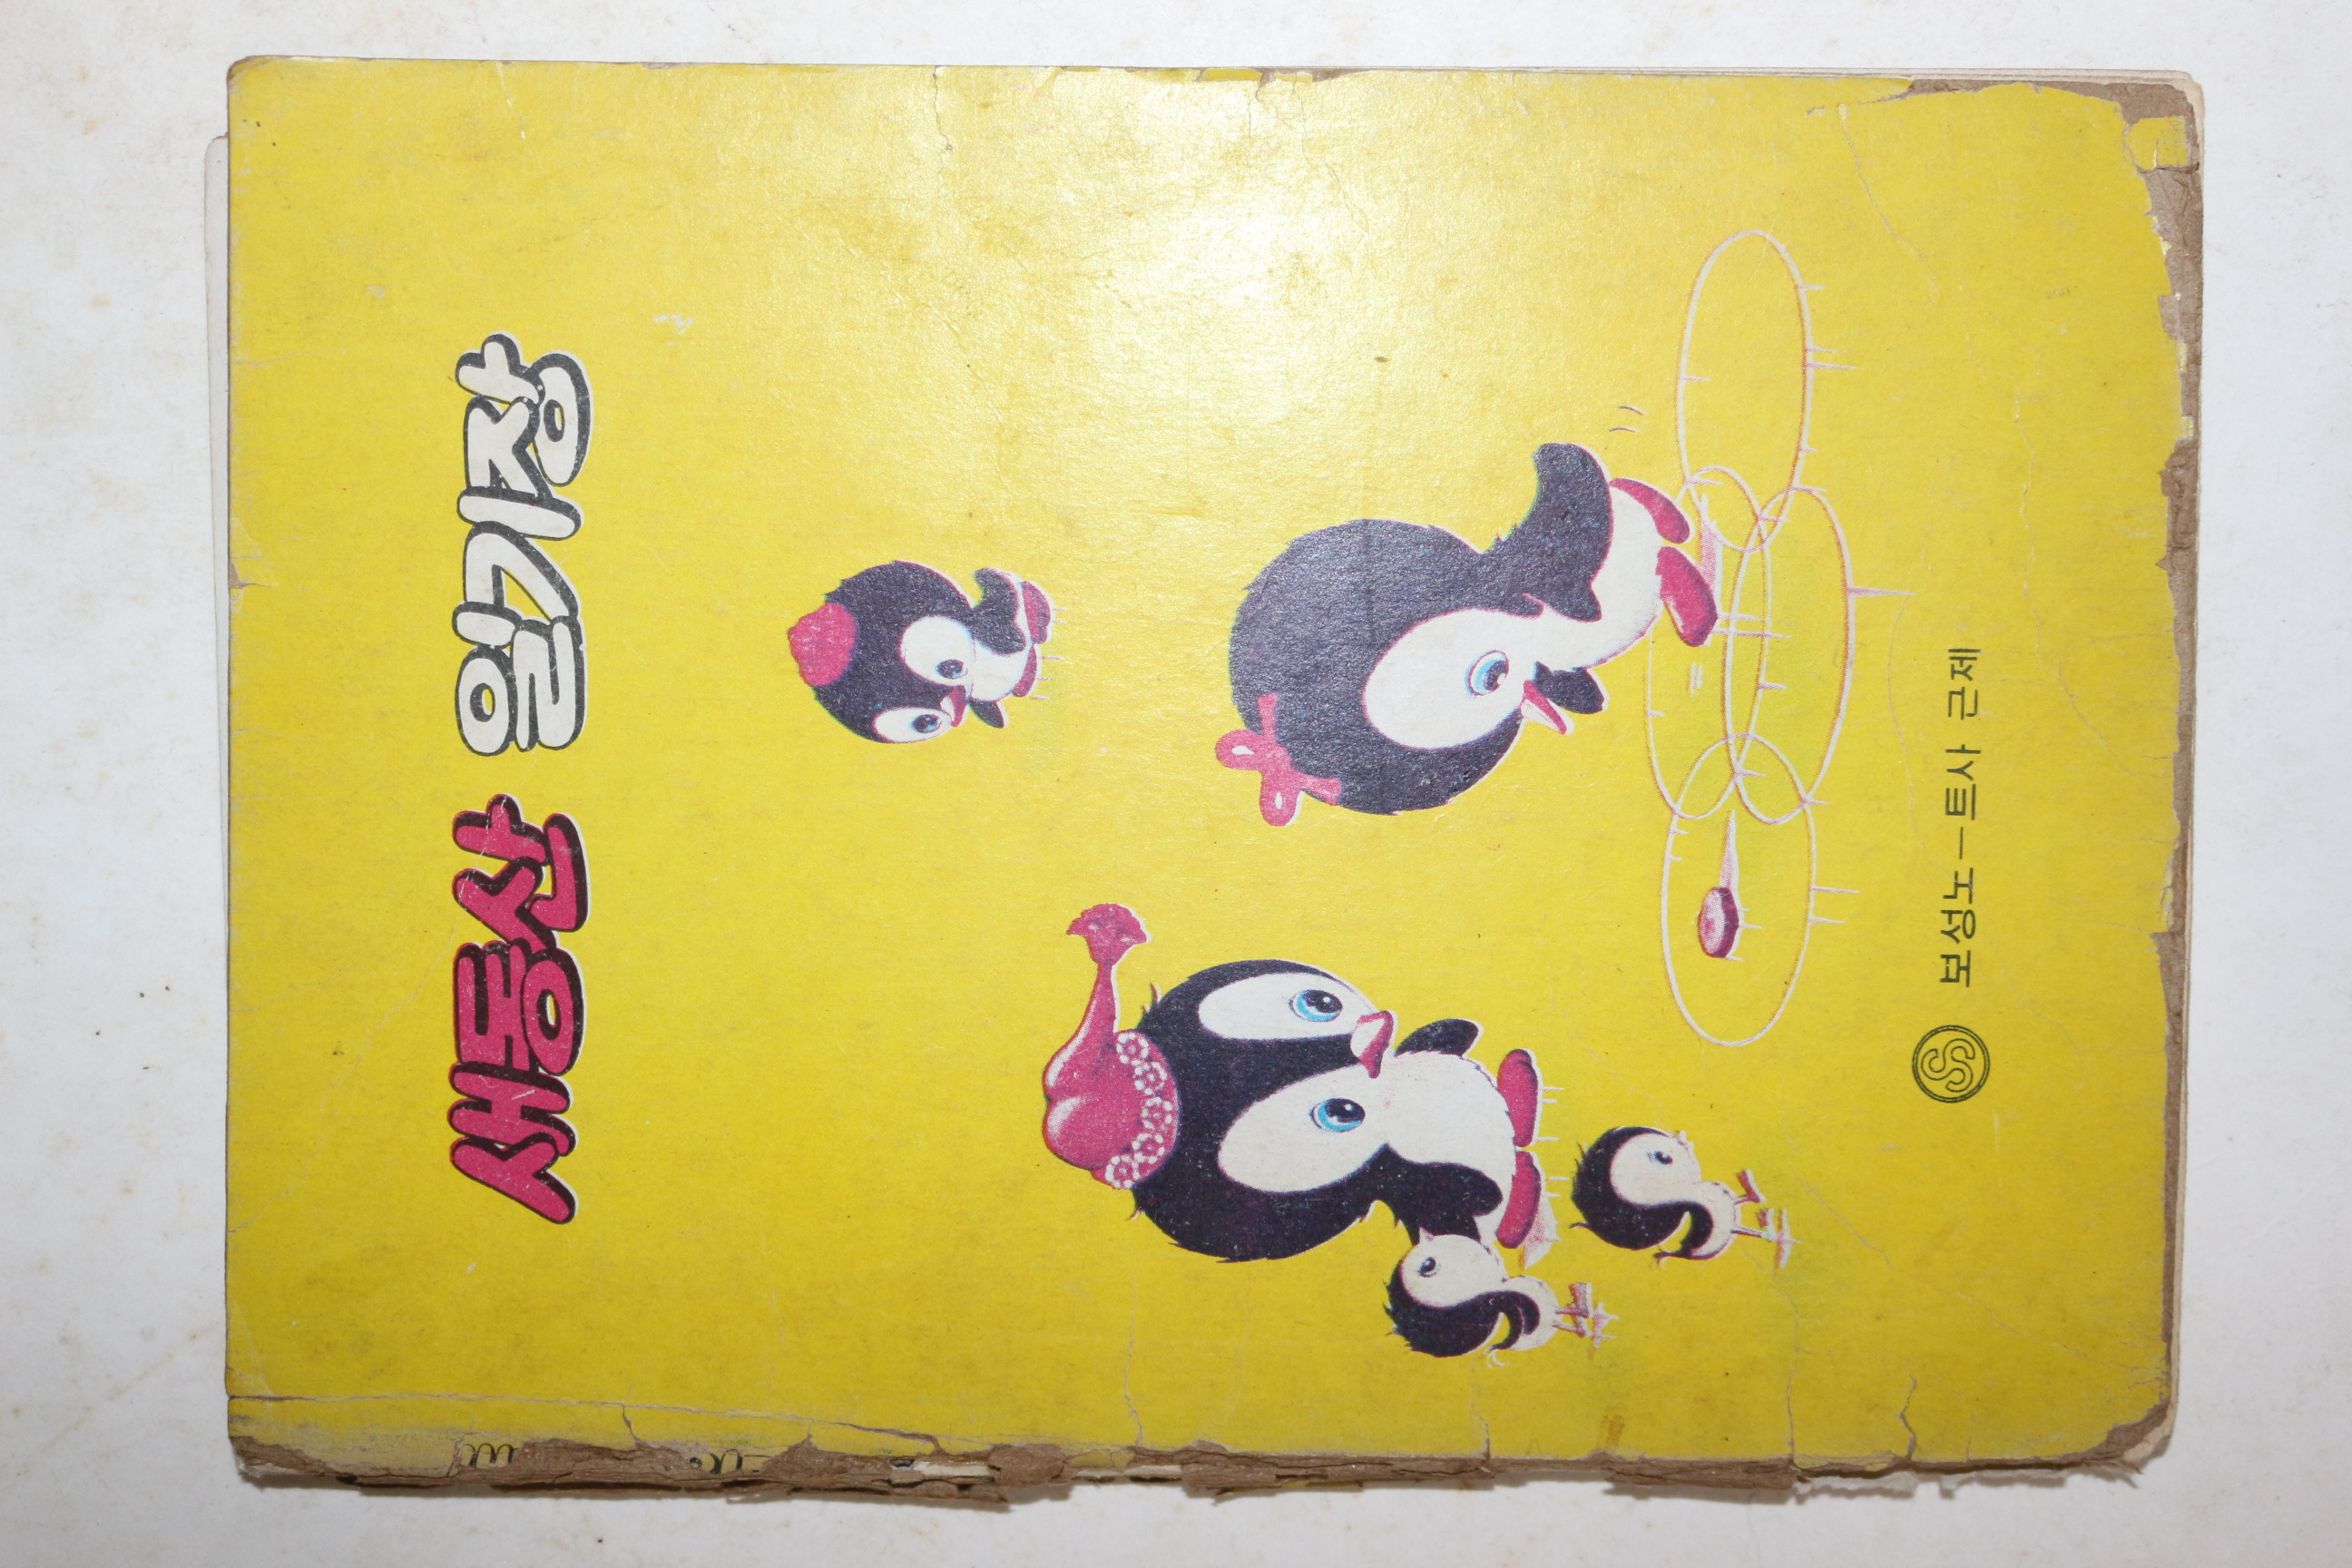 새동산 일기장
보성노ー트사 근제